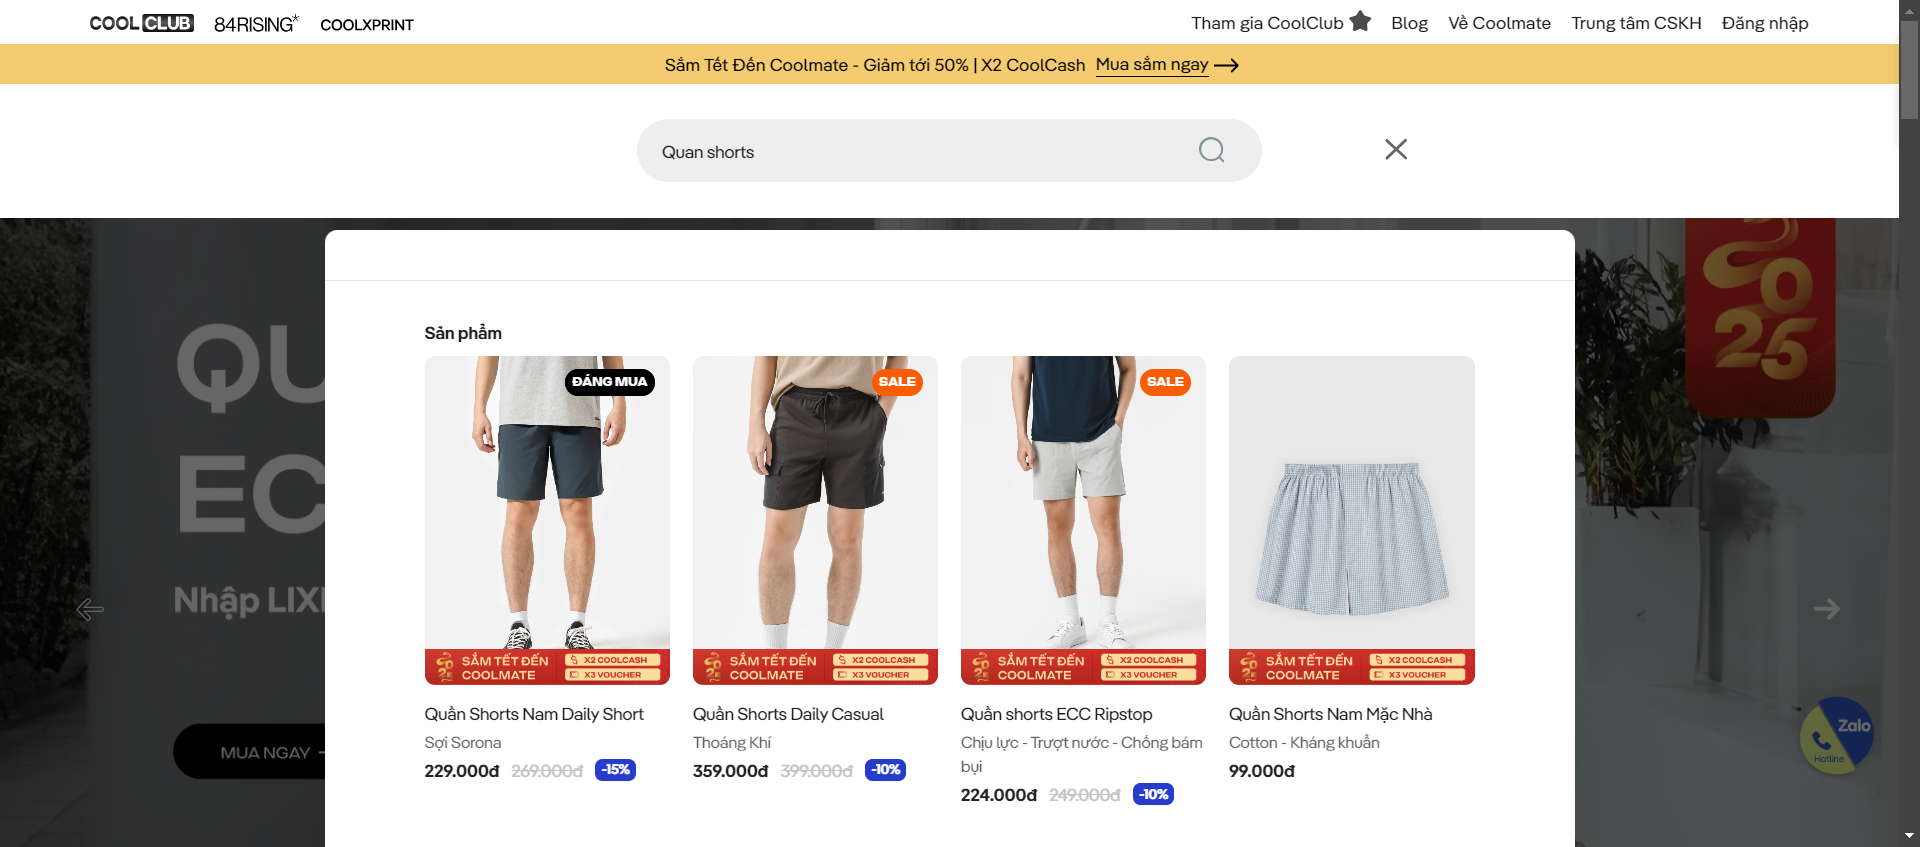 COOLCLUB 84RISING* COOLXPRINT
Tham gia CoolClub Blog Về Coolmate Trung tâm CSKH Đăng nhập
Sắm Tết Đến Coolmate - Giảm tới 50% | X2 CoolCash Mua sắm ngay
Quan shorts
2025
QU
EC
Nhập LIXI
MUA NGAY
Sản phẩm
ĐÁNG MUA
SALE
SALE
SẮM TẾT ĐẾN COOLMATE X2 COOLCASH X3 VOUCHER
SẮM TẾT ĐẾN COOLMATE X2 COOLCASH X3 VOUCHER
SẮM TẾT ĐẾN COOLMATE X2 COOLCASH X3 VOUCHER
SẮM TẾT ĐẾN COOLMATE X2 COOLCASH X3 VOUCHER
Quần Shorts Nam Daily Short
Sợi Sorona
229.000đ 269.000đ -15%
Quần Shorts Daily Casual
Thoáng Khí
359.000đ 399.000đ -10%
Quần shorts ECC Ripstop
Chịu lực - Trượt nước - Chống bám
bụi
224.000đ 249.000đ -10%
Quần Shorts Nam Mặc Nhà
Cotton - Kháng khuẩn
99.000đ
Zalo
Hotline